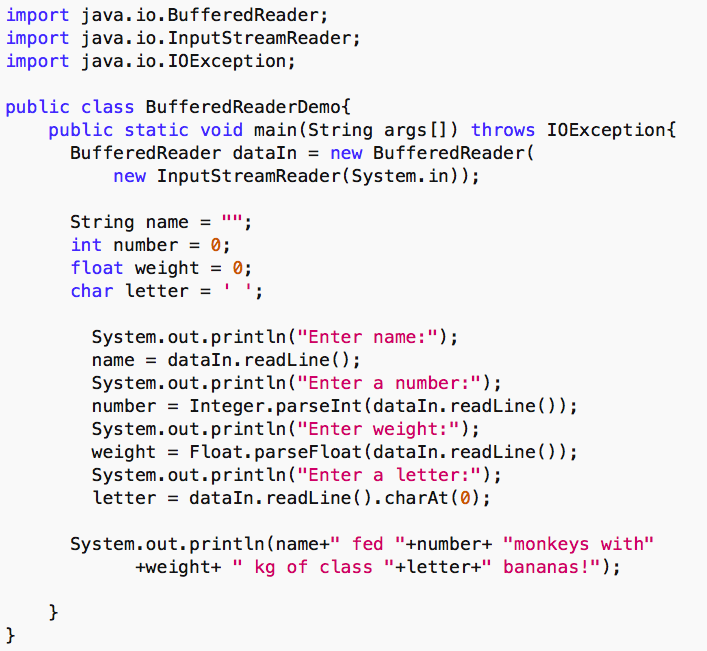 import java.io.BufferedReader;
import java.io.InputStreamReader;
import java.io.IOException;

public class BufferedReaderDemo{
    public static void main(String args[]) throws IOException{
      BufferedReader dataIn = new BufferedReader(
          new InputStreamReader(System.in));

      String name = "";
      int number = 0;
      float weight = 0;
      char letter = ' ';

        System.out.println("Enter name:");
        name = dataIn.readLine();
        System.out.println("Enter a number:");
        number = Integer.parseInt(dataIn.readLine());
        System.out.println("Enter weight:");
        weight = Float.parseFloat(dataIn.readLine());
        System.out.println("Enter a letter:");
        letter = dataIn.readLine().charAt(0);

      System.out.println(name+" fed "+number+ "monkeys with"
            +weight+ " kg of class "+letter+" bananas!");

    }
}